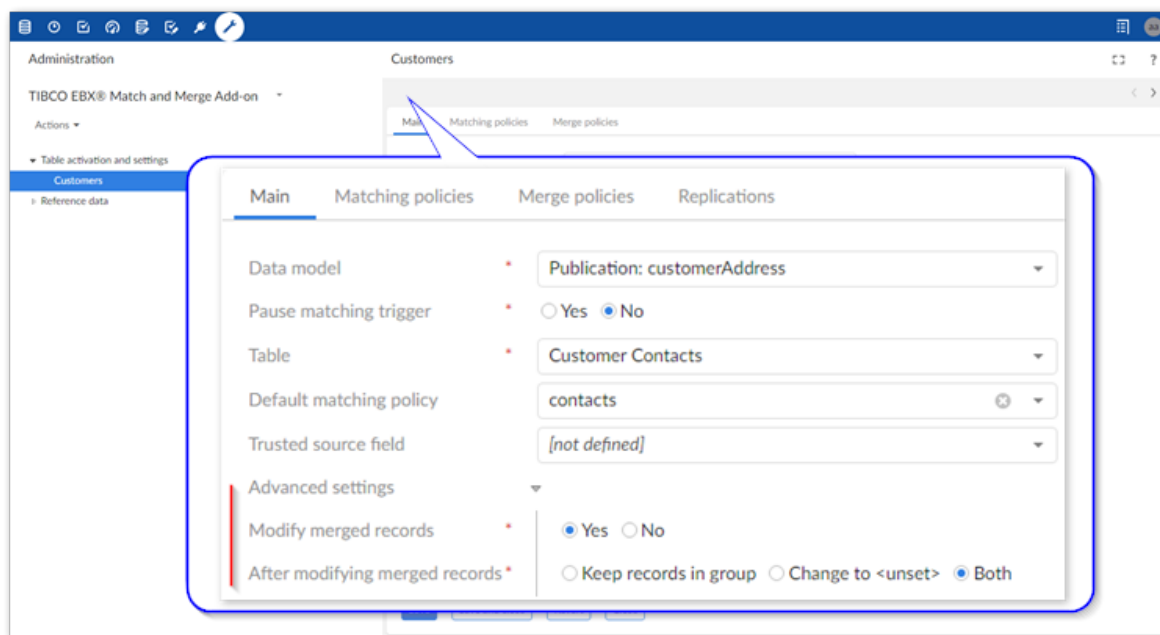 Administration
Customers
?
TIBCO EBX® Match and Merge Add-on
Actions
Main Matching policies Merge policies
Table activation and settings
Customers
Reference data
Main Matching policies Merge policies Replications
Data model * Publication: customerAddress
Pause matching trigger * Yes No
Table * Customer Contacts
Default matching policy contacts
Trusted source field [not defined]
Advanced settings
Modify merged records * Yes No
After modifying merged records * Keep records in group Change to <unset> Both